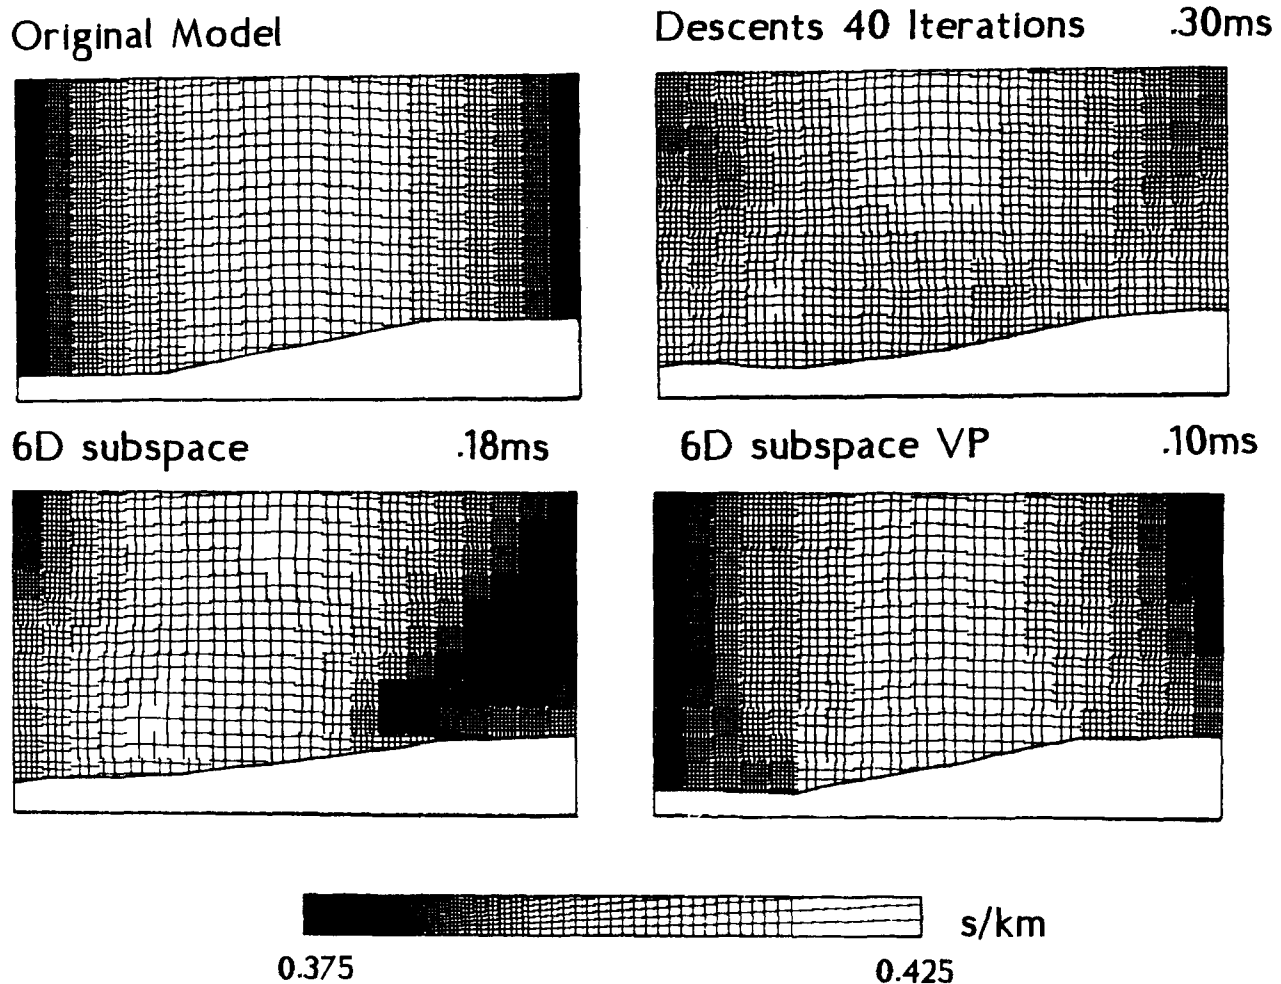 Original Model
Descents 40 Iterations .30ms
6D subspace .18ms
6D subspace VP .10ms
s/km
0.375 0.425